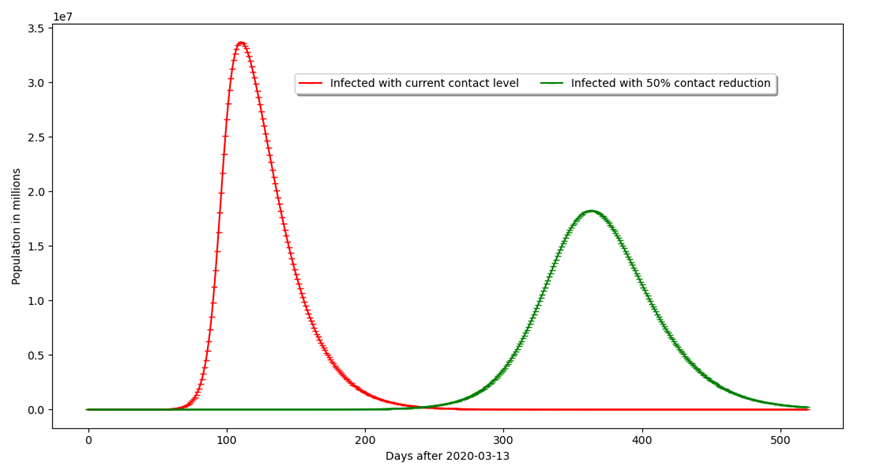 1e7
3.5
3.0
2.5
2.0
1.5
1.0
0.5
0.0
Population in millions
Infected with current contact level Infected with 50% contact reduction
0 100 200 300 400 500
Days after 2020-03-13